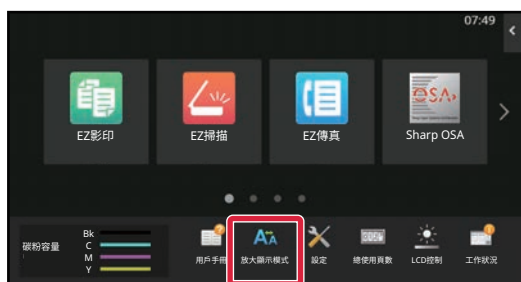 07:49
EZ影印
EZ掃描
EZ傳真
Sharp OSA
碳粉容量
Bk
C
M
Y
用戶手冊
放大顯示模式
設定
總使用頁數
LCD控制
工作狀況